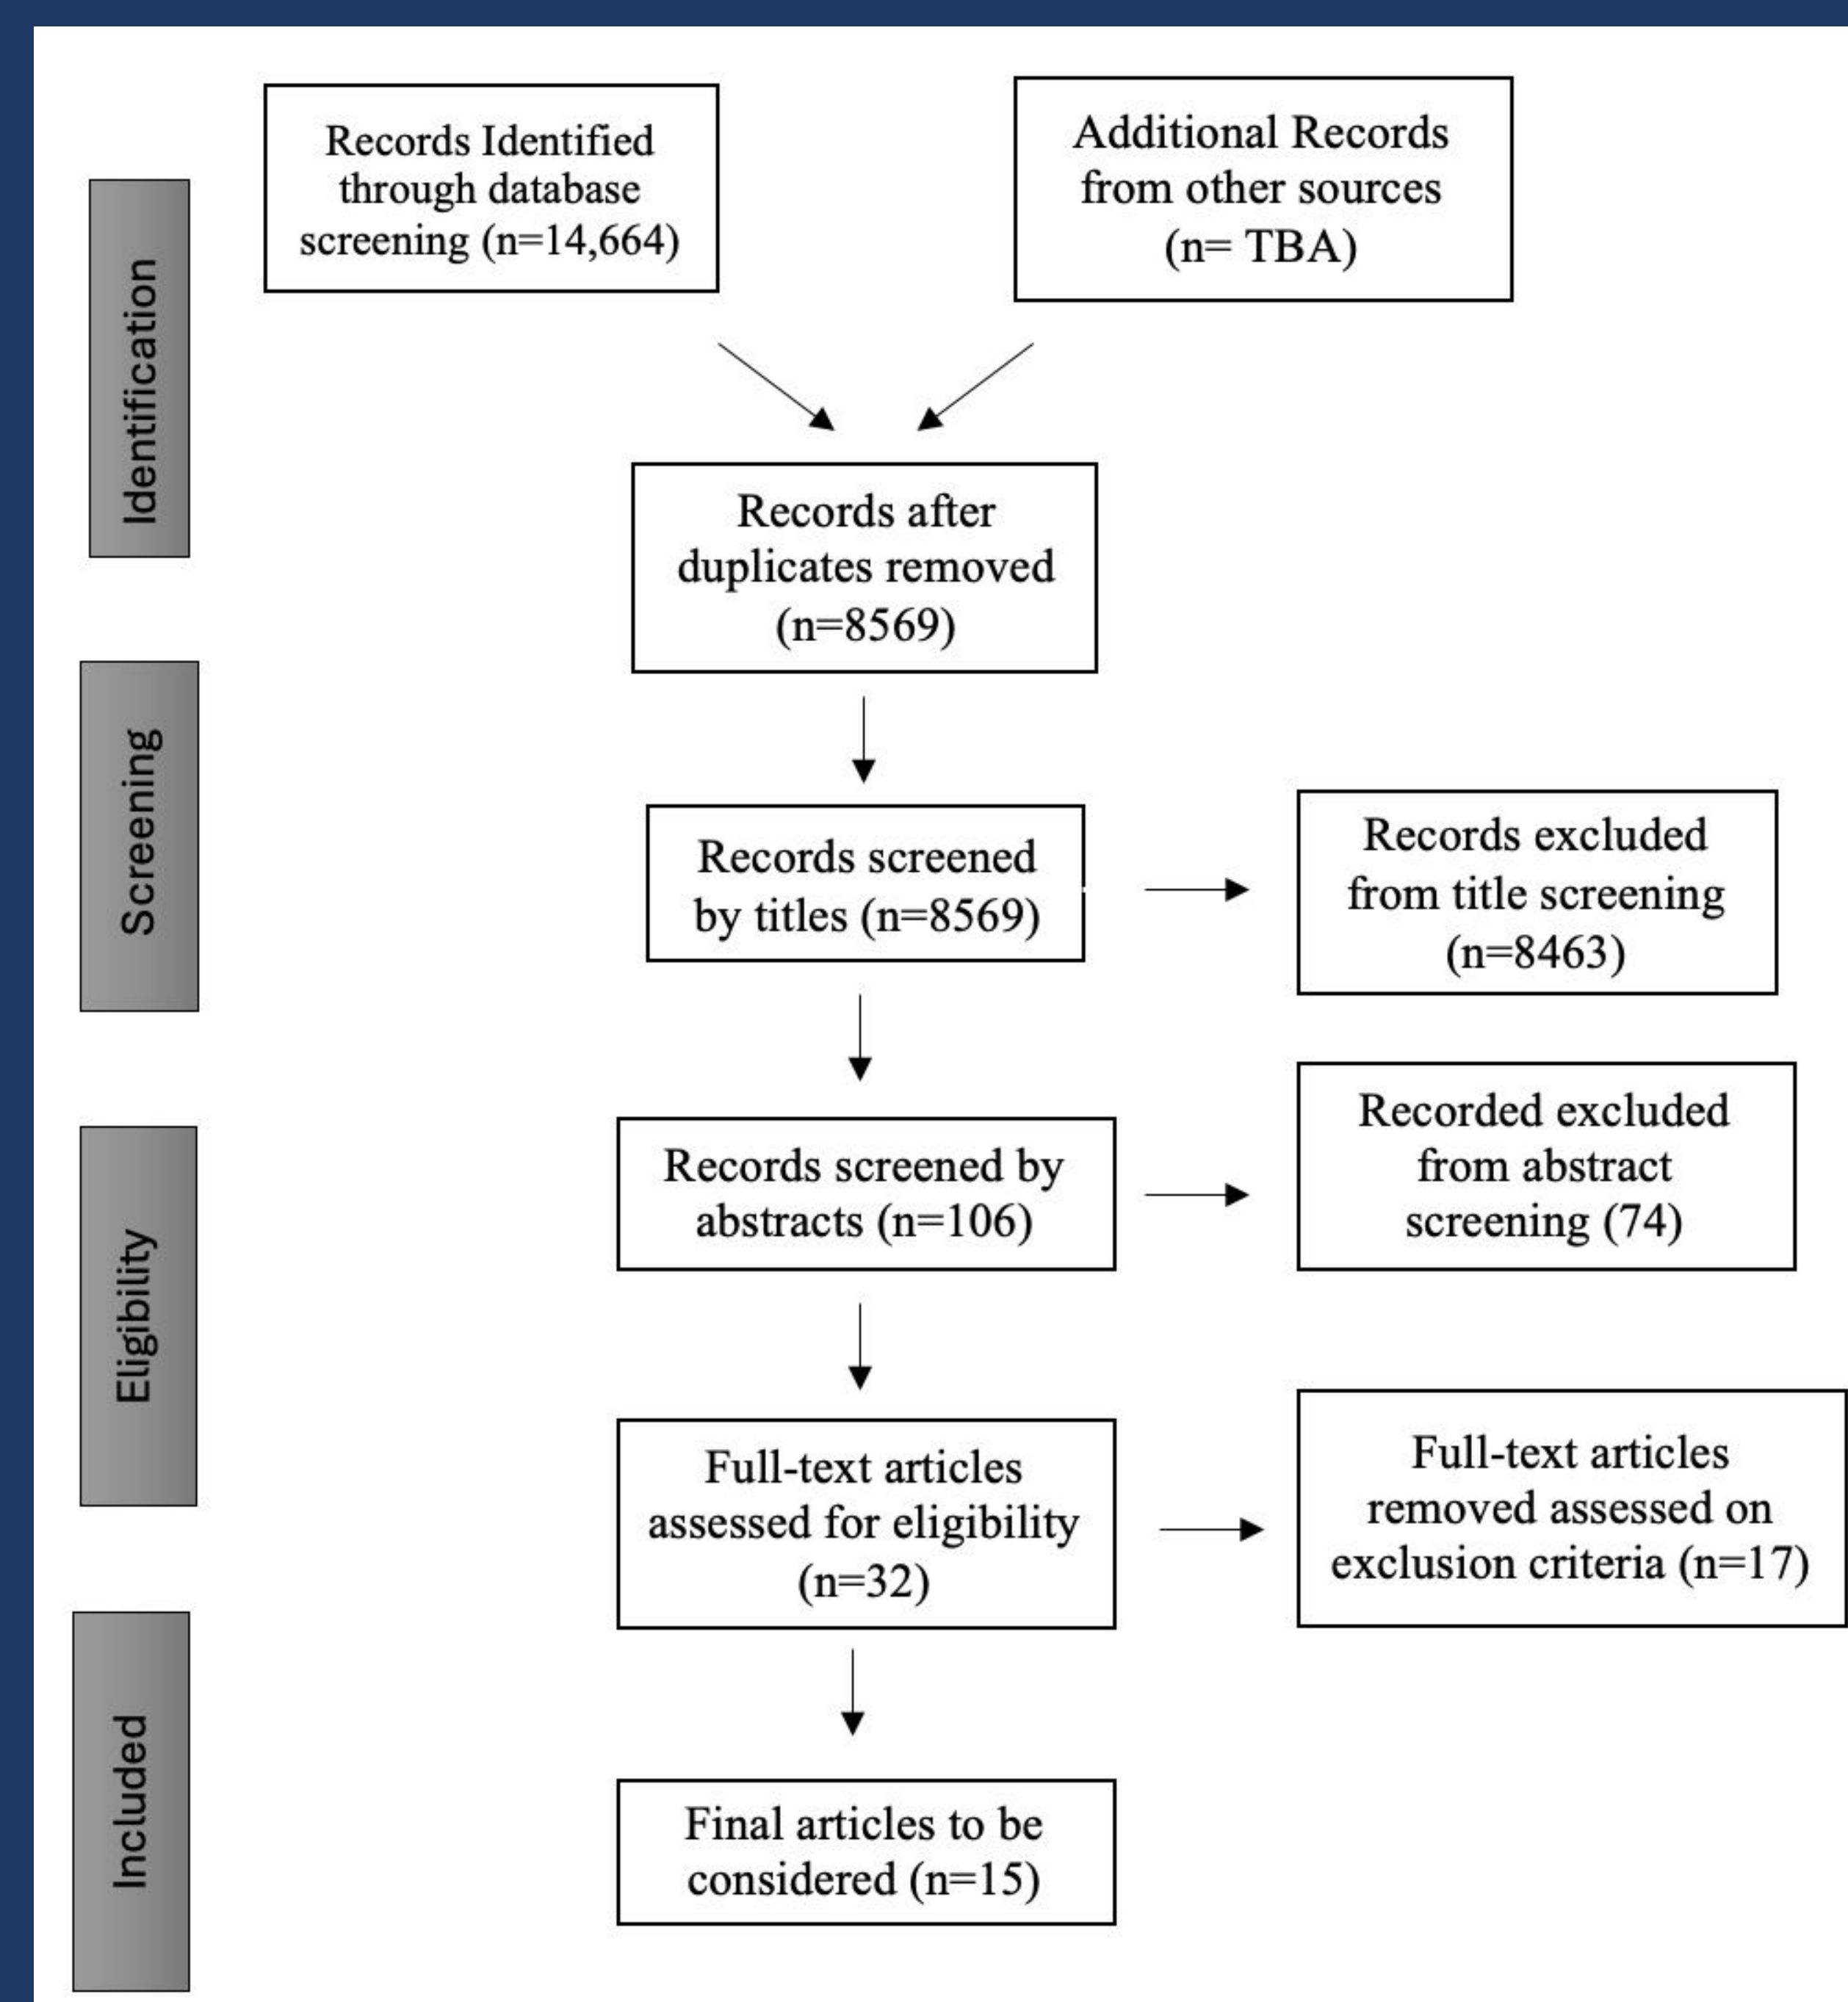 Identification
Records Identified
through database
screening (n=14,664)
Additional Records
from other sources
(n= TBA)
Records after
duplicates removed
(n=8569)
Screening
Records screened
by titles (n=8569)
Records excluded
from title screening
(n=8463)
Eligibility
Records screened by
abstracts (n=106)
Recorded excluded
from abstract
screening (74)
Full-text articles
assessed for eligibility
(n=32)
Full-text articles
removed assessed on
exclusion criteria (n=17)
Included
Final articles to be
considered (n=15)